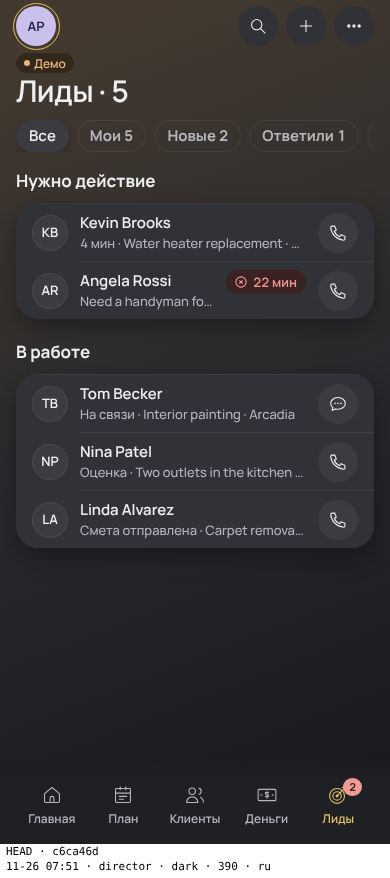 AP
Демо
Лиды · 5
Все
Мои 5
Новые 2
Ответили 1
Нужно действие
KB
Kevin Brooks
4 мин · Water heater replacement · ...
AR
Angela Rossi
22 мин
Need a handyman fo...
В работе
TB
Tom Becker
На связи · Interior painting · Arcadia
NP
Nina Patel
Оценка · Two outlets in the kitchen ...
LA
Linda Alvarez
Смета отправлена · Carpet remova...
2
Главная
План
Клиенты
Деньги
Лиды
HEAD · c6ca46d
11-26 07:51 · director · dark · 390 · ru